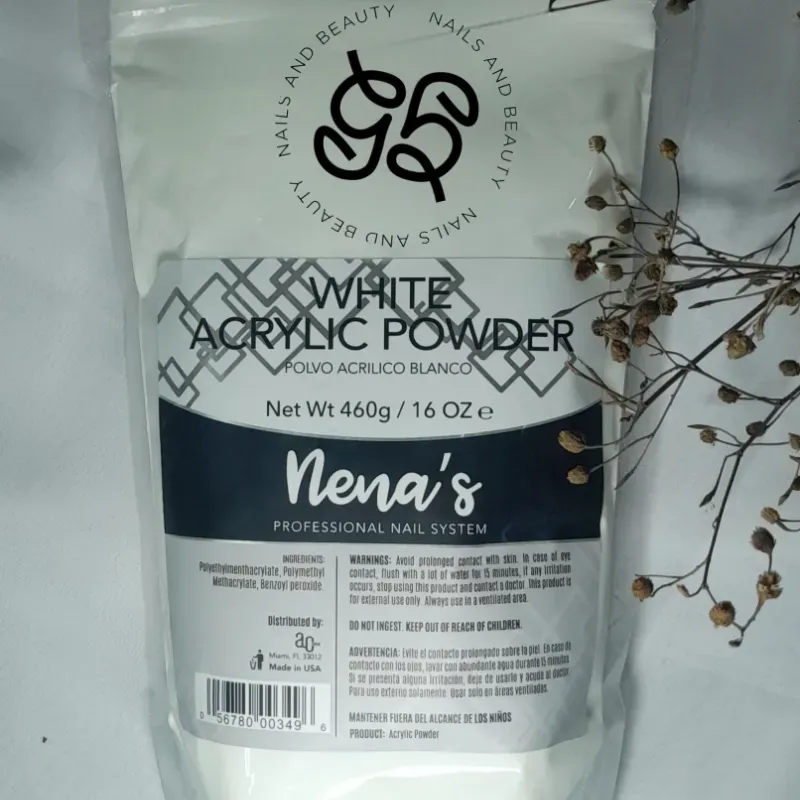 NAILS AND BEAUTY NAILS AND BEAUTY NAILS AND BEAUTY
95
WHITE
ACRYLIC POWDER
POLVO ACRILICO BLANCO
Net Wt 460g / 16 OZ ℮
Nena's
PROFESSIONAL NAIL SYSTEM
INGREDIENTS:
Polyethylmenthacrylate, Polymethyl
Methacrylate, Benzoyl peroxide.
Distributed by:
ao
Miami, FL, 33012
Made in USA
0 56780 00349 6
WARNINGS: Avoid prolonged contact with skin. In case of eye
contact, flush with a lot of water for 15 minutes, if any irritation
occurs, stop using this product and contact a doctor. This product is
for external use only. Always use in a ventilated area.
DO NOT INGEST. KEEP OUT OF REACH OF CHILDREN.
ADVERTENCIA: Evite el contacto prolongado sobre la piel. En caso de
contacto con los ojos, lavar con abundante agua durante 15 minutos.
Si se presenta alguna irritación, deje de usarlo y acuda al doctor.
Para uso externo solamente. Usar solo en áreas ventiladas.
MANTENER FUERA DEL ALCANCE DE LOS NIÑOS
PRODUCT: Acrylic Powder